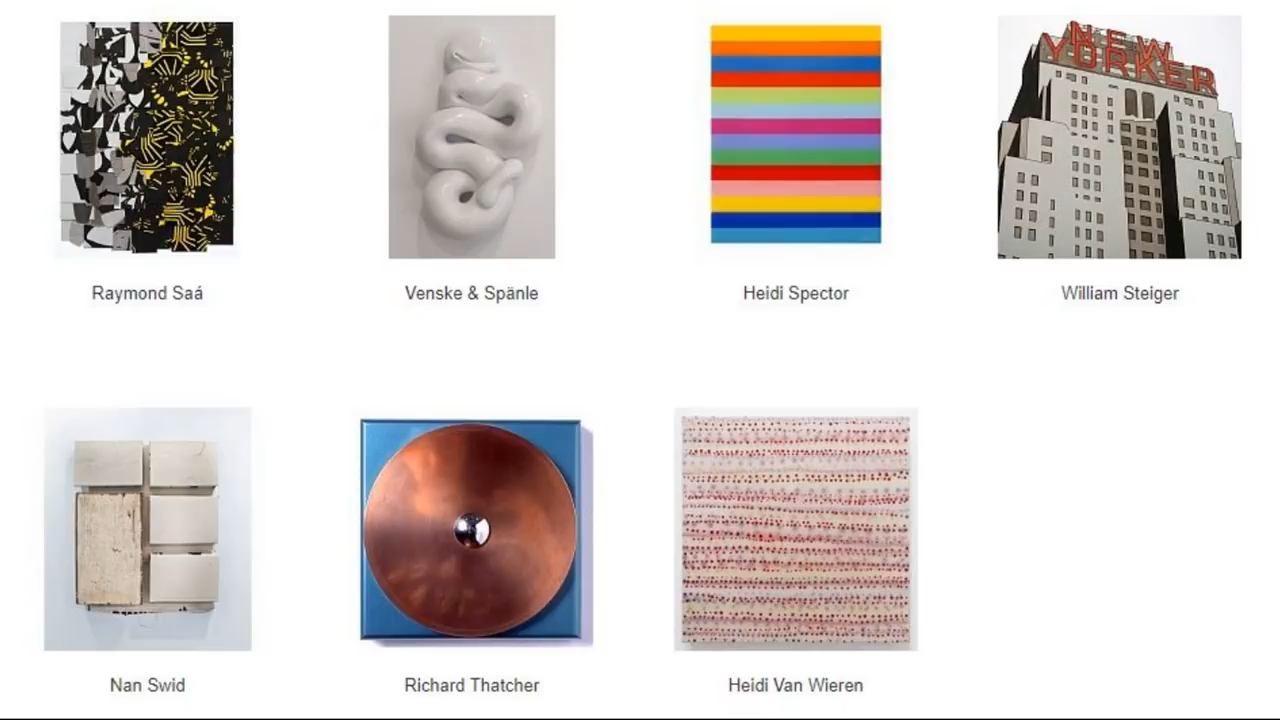 NEW
YORKER
Raymond Saá
Venske & Spänle
Heidi Spector
William Steiger
Nan Swid
Richard Thatcher
Heidi Van Wieren